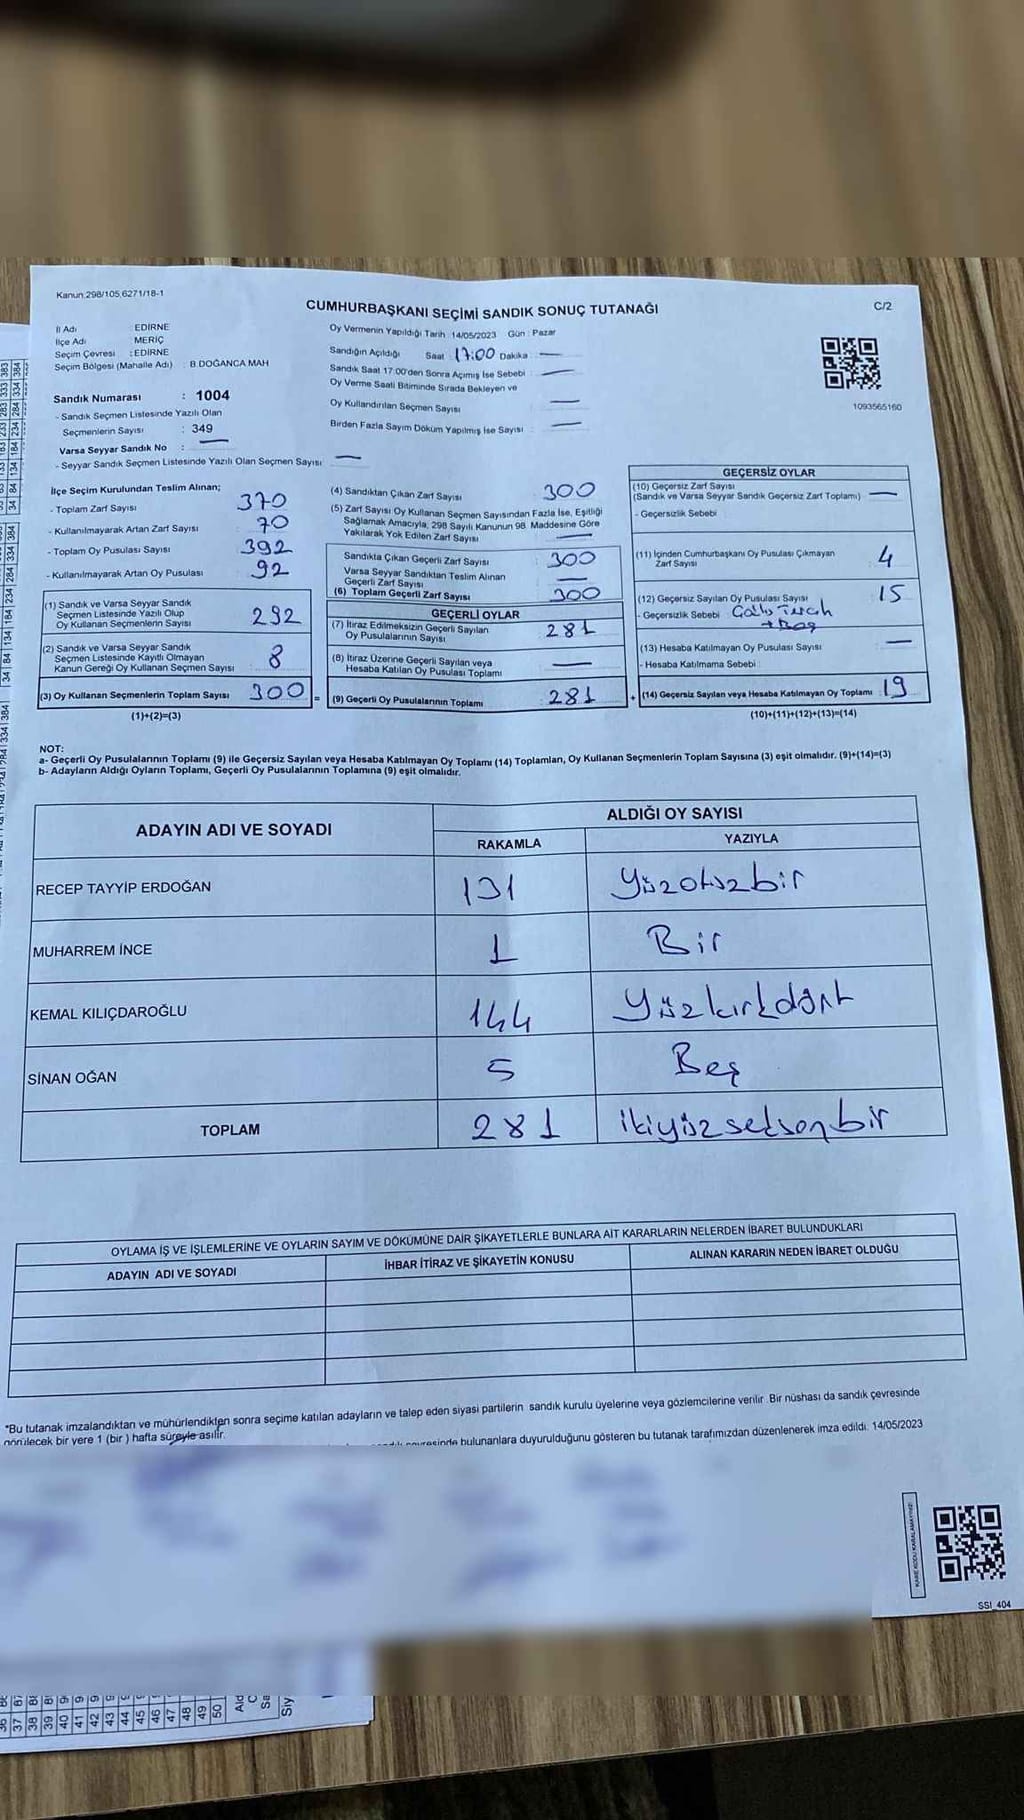 Kanun:298/105,6271/18-1
CUMHURBAŞKANI SEÇİMİ SANDIK SONUÇ TUTANAĞI
C/2
İl Adı EDİRNE
İlçe Adı MERİÇ
Seçim Çevresi : EDİRNE
Seçim Bölgesi (Mahalle Adı) : B.DOĞANCA MAH
Sandık Numarası : 1004
- Sandık Seçmen Listesinde Yazılı Olan
Seçmenlerin Sayısı : 349
Varsa Seyyar Sandık No : —
- Seyyar Sandık Seçmen Listesinde Yazılı Olan Seçmen Sayısı —
Oy Vermenin Yapıldığı Tarih 14/05/2023 Gün : Pazar
Sandığın Açıldığı Saat 17:00 Dakika —
Sandık Saat 17.00'den Sonra Açımış İse Sebebi : —
Oy Verme Saati Bitiminde Sırada Bekleyen ve
Oy Kullandırılan Seçmen Sayısı —
Birden Fazla Sayım Döküm Yapılmış İse Sayısı : —
1093565160
İlçe Seçim Kurulundan Teslim Alınan;
- Toplam Zarf Sayısı 370
- Kullanılmayarak Artan Zarf Sayısı 70
- Toplam Oy Pusulası Sayısı 392
- Kullanılmayarak Artan Oy Pusulası 92
(1) Sandık ve Varsa Seyyar Sandık
Seçmen Listesinde Yazılı Olup
Oy Kullanan Seçmenlerin Sayısı 292
(2) Sandık ve Varsa Seyyar Sandık
Seçmen Listesinde Kayıtlı Olmayan
Kanun Gereği Oy Kullanan Seçmen Sayısı 8
(3) Oy Kullanan Seçmenlerin Toplam Sayısı 300 =
(1)+(2)=(3)
(4) Sandıktan Çıkan Zarf Sayısı 300
(5) Zarf Sayısı Oy Kullanan Seçmen Sayısından Fazla İse, Eşitliği
Sağlamak Amacıyla, 298 Sayılı Kanunun 98. Maddesine Göre
Yakılarak Yok Edilen Zarf Sayısı —
Sandıkta Çıkan Geçerli Zarf Sayısı 300
Varsa Seyyar Sandıktan Teslim Alınan
Geçerli Zarf Sayısı —
(6) Toplam Geçerli Zarf Sayısı 300
GEÇERLİ OYLAR
(7) İtiraz Edilmeksizin Geçerli Sayılan
Oy Pusulalarının Sayısı 281
(8) İtiraz Üzerine Geçerli Sayılan veya
Hesaba Katılan Oy Pusulası Toplamı —
(9) Geçerli Oy Pusulalarının Toplamı : 281 +
GEÇERSİZ OYLAR
(10) Geçersiz Zarf Sayısı
(Sandık ve Varsa Seyyar Sandık Geçersiz Zarf Toplamı) —
- Geçersizlik Sebebi
(11) İçinden Cumhurbaşkanı Oy Pusulası Çıkmayan
Zarf Sayısı 4
(12) Geçersiz Sayılan Oy Pusulası Sayısı 15
- Geçersizlik Sebebi
(13) Hesaba Katılmayan Oy Pusulası Sayısı —
- Hesaba Katılmama Sebebi
(14) Geçersiz Sayılan veya Hesaba Katılmayan Oy Toplamı : 19
(10)+(11)+(12)+(13)=(14)
NOT:
a- Geçerli Oy Pusulalarının Toplamı (9) ile Geçersiz Sayılan veya Hesaba Katılmayan Oy Toplamı (14) Toplamları, Oy Kullanan Seçmenlerin Toplam Sayısına (3) eşit olmalıdır. (9)+(14)=(3)
b- Adayların Aldığı Oyların Toplamı, Geçerli Oy Pusulalarının Toplamına (9) eşit olmalıdır.
ADAYIN ADI VE SOYADI ALDIĞI OY SAYISI
RAKAMLA YAZIYLA
RECEP TAYYİP ERDOĞAN 131 Yüzotuzbir
MUHARREM İNCE 1 Bir
KEMAL KILIÇDAROĞLU 144 Yüzkırkdört
SİNAN OĞAN 5 Beş
TOPLAM 281 ikiyüzseksenbir
OYLAMA İŞ VE İŞLEMLERİNE VE OYLARIN SAYIM VE DÖKÜMÜNE DAİR ŞİKAYETLERLE BUNLARA AİT KARARLARIN NELERDEN İBARET BULUNDUKLARI
ADAYIN ADI VE SOYADI İHBAR İTİRAZ VE ŞİKAYETİN KONUSU ALINAN KARARIN NEDEN İBARET OLDUĞU
*Bu tutanak imzalandıktan ve mühürlendikten sonra seçime katılan adayların ve talep eden siyasi partilerin sandık kurulu üyelerine veya gözlemcilerine verilir. Bir nüshası da sandık çevresinde
görülecek bir yere 1 (bir ) hafta süreyle asılır.
bulunanlara duyurulduğunu gösteren bu tutanak tarafımızdan düzenlenerek imza edildi. 14/05/2023
KARE KODU KARALAMAYINIZ!
SSI_404